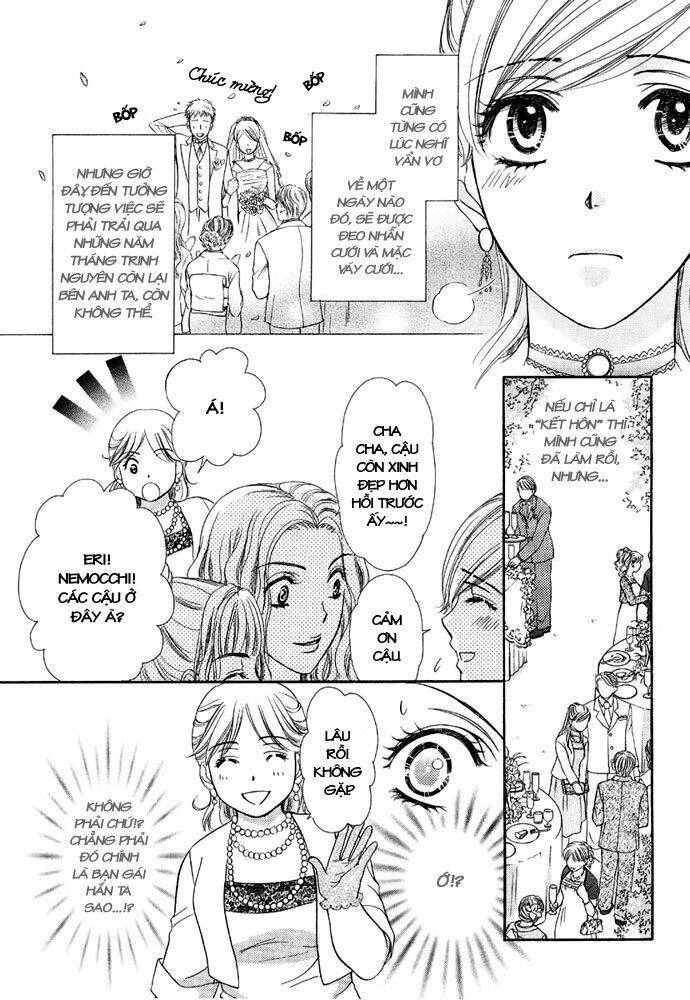 MÌNH
CŨNG
TỪNG CÓ
LÚC NGHĨ
VẨN VƠ
VỀ MỘT
NGÀY NÀO
ĐÓ, SẼ ĐƯỢC
ĐEO NHẪN
CƯỚI VÀ MẶC
VÁY CƯỚI...
Chúc mừng!
BỐP
BỐP
BỐP
NHƯNG GIỜ
ĐÂY ĐẾN TƯỞNG
TƯỢNG VIỆC SẼ
PHẢI TRẢI QUA
NHỮNG NĂM
THÁNG TRINH
NGUYÊN CÒN LẠI
BÊN ANH TA, CÒN
KHÔNG THỂ.
NẾU CHỈ LÀ
"KẾT HÔN" THÌ
MÌNH CŨNG
ĐÃ LÀM RỒI,
NHƯNG...
CHA
CHA, CẬU
CÒN XINH
ĐẸP HƠN
HỒI TRƯỚC
ẤY~~!
CẢM
ƠN
CẬU.
Á!
ERI!
NEMOCCHI!
CÁC CẬU Ở
ĐÂY À?
LÂU
RỒI
KHÔNG
GẶP.
Ớ!?
KHÔNG
PHẢI CHỨ!?
CHẲNG PHẢI
ĐÓ CHÍNH
LÀ BẠN GÁI
HẮN TA
SAO...!?